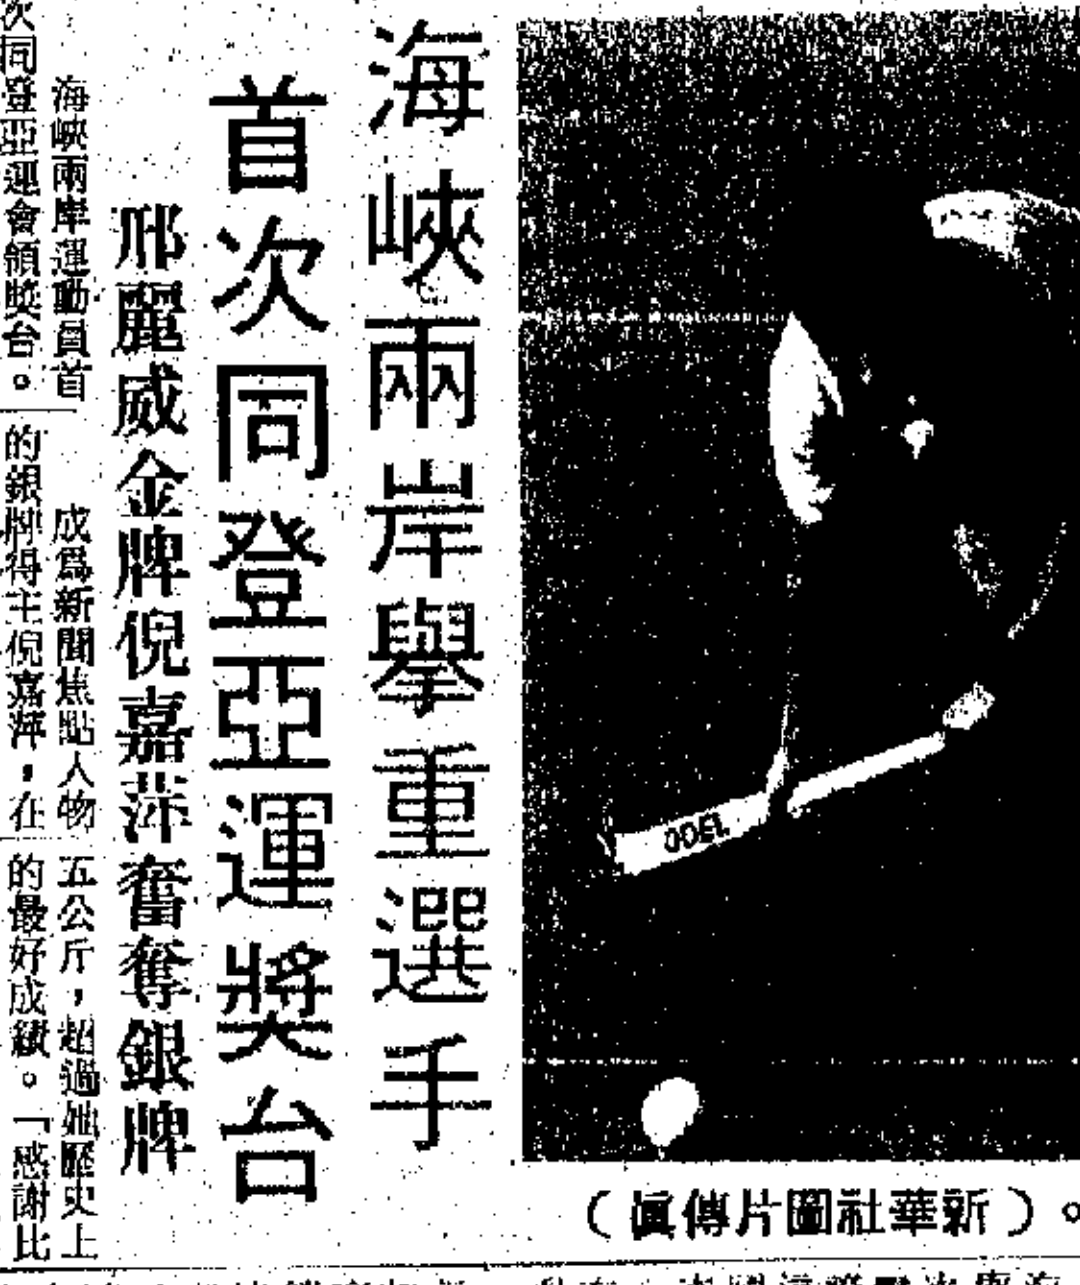 海峽兩岸舉重選手
首次同登亞運獎台
邢麗威金牌倪嘉萍奮奪銀牌
海峽兩岸運動員首
次同登亞運會領獎台。
成為新聞焦點人物
的銀牌得主倪嘉萍，在
五公斤，超過她歷史上
的最好成績。「感謝比
JOOEL
（新華社圖片傳眞）。